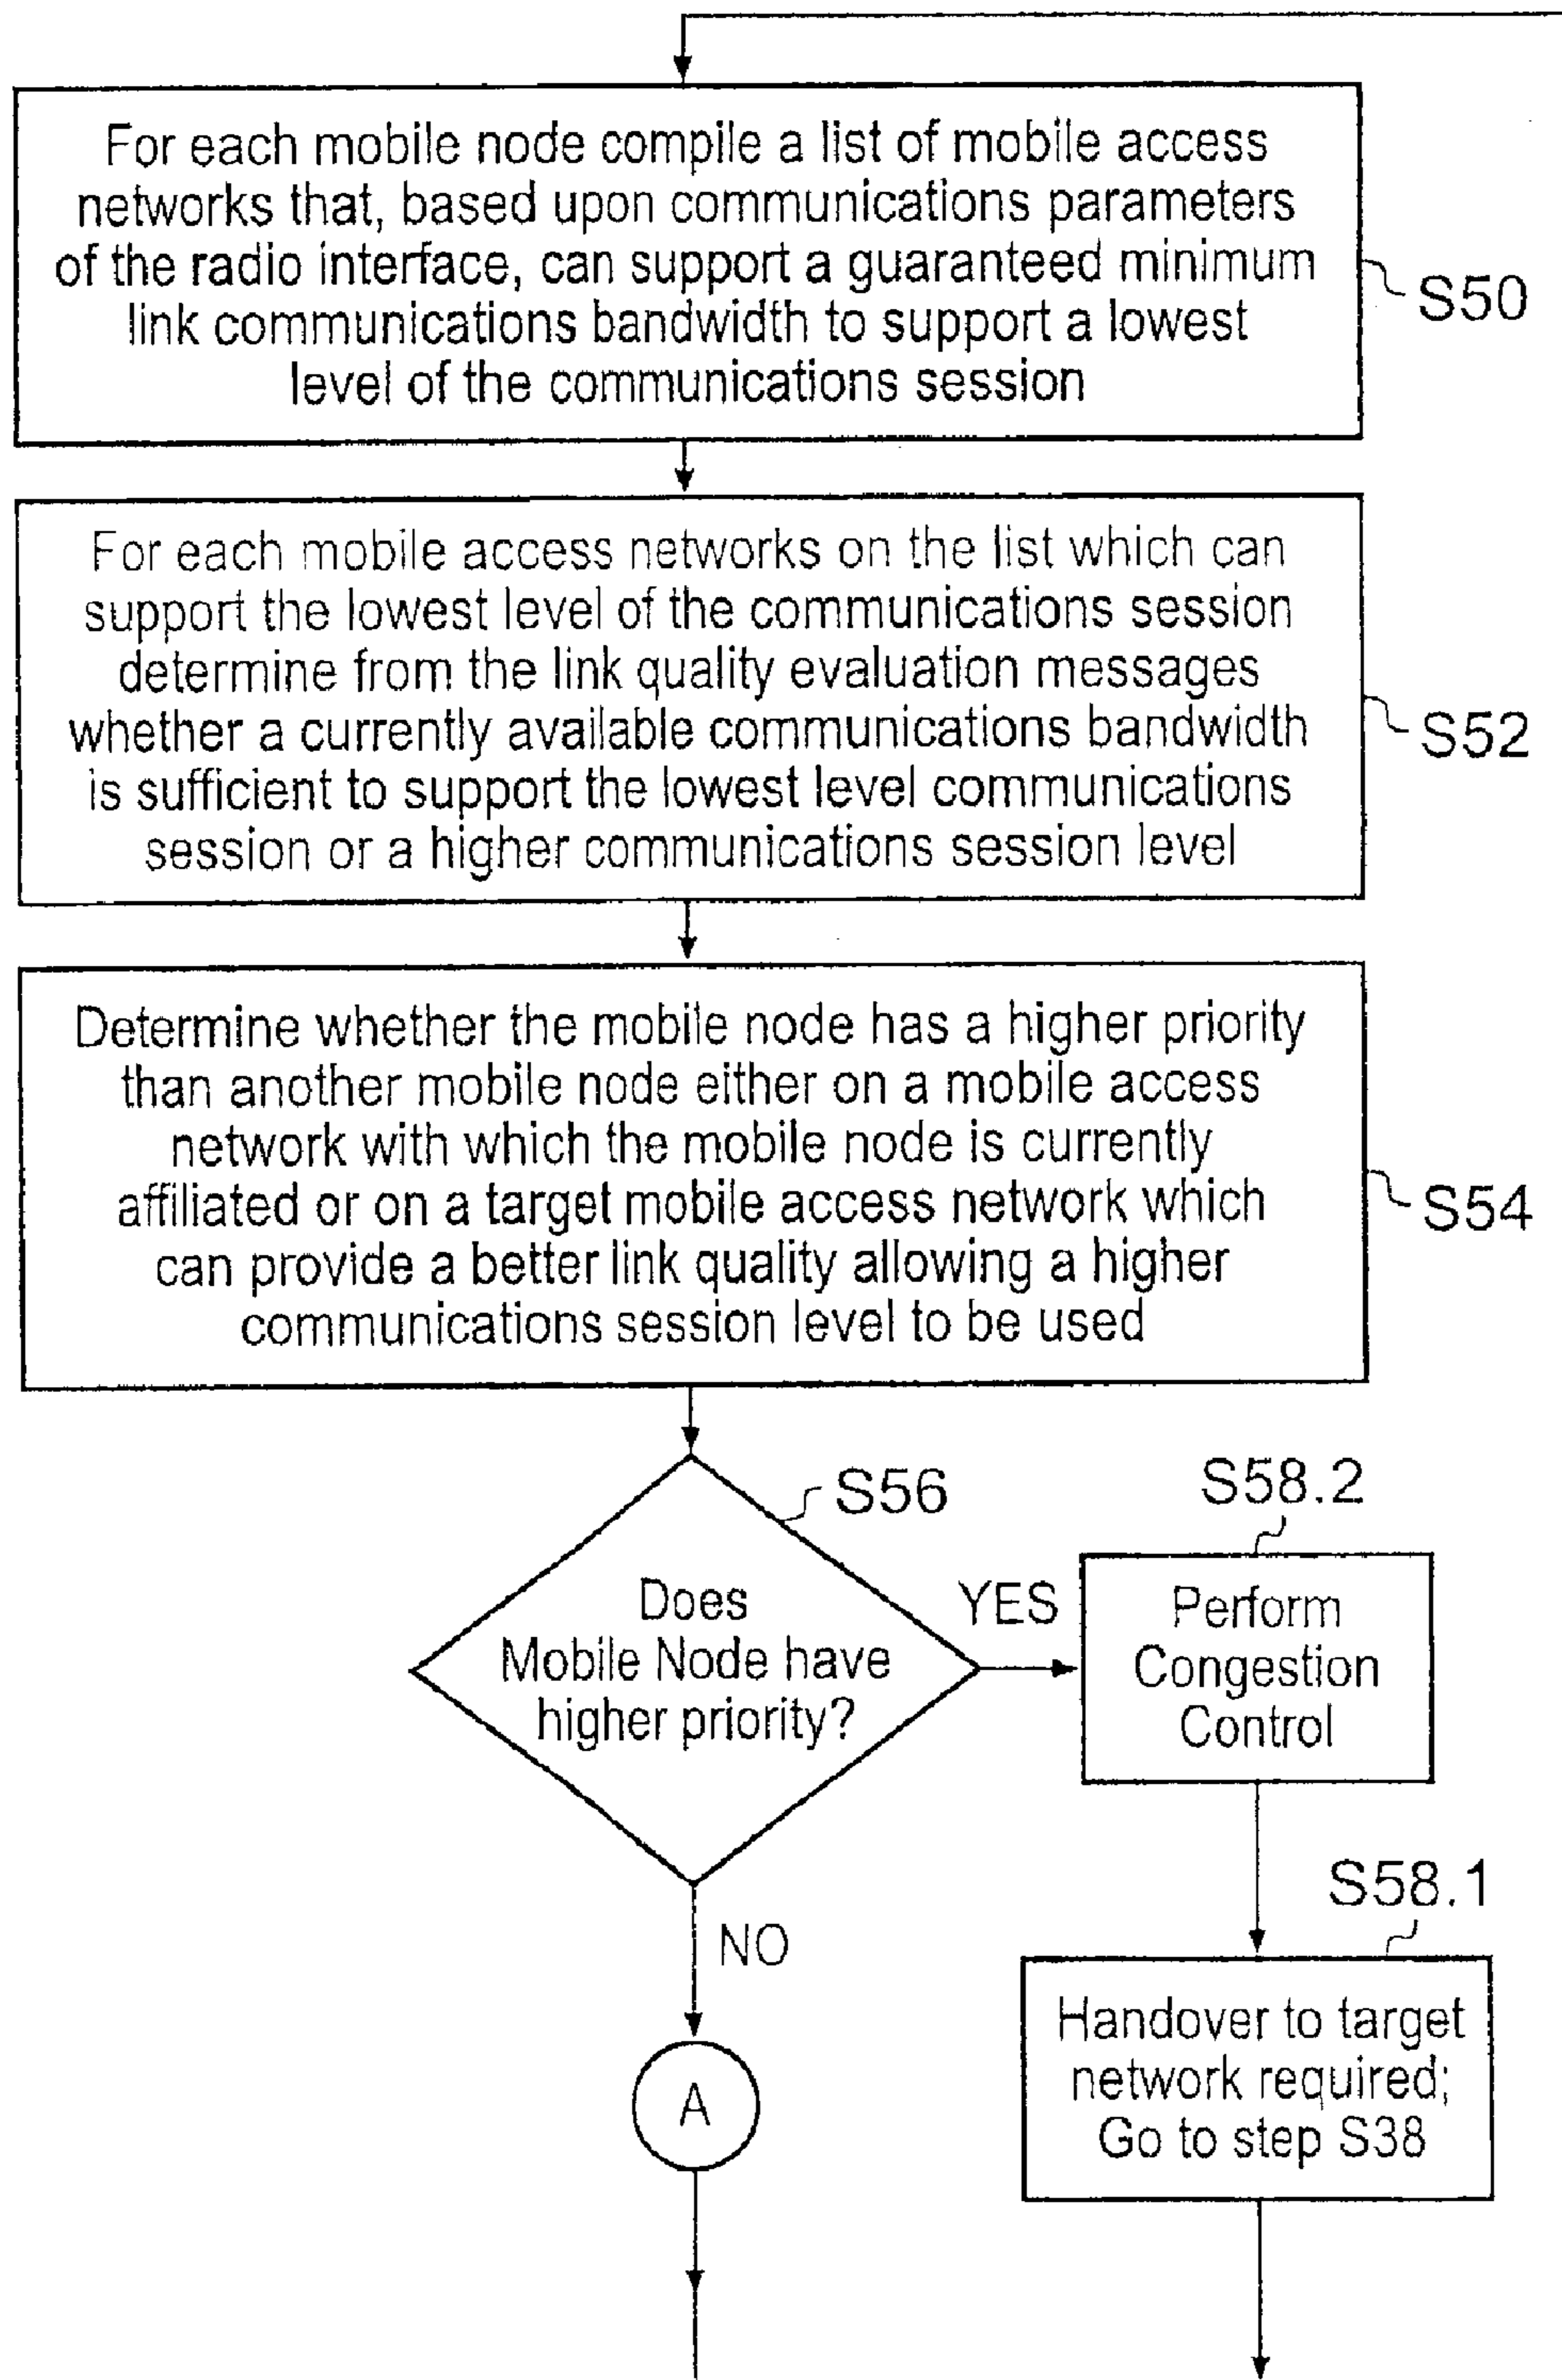 For each mobile node compile a list of mobile access
networks that, based upon communications parameters
of the radio interface, can support a guaranteed minimum
link communications bandwidth to support a lowest
level of the communications session
S50
For each mobile access networks on the list which can
support the lowest level of the communications session
determine from the link quality evaluation messages
whether a currently available communications bandwidth
is sufficient to support the lowest level communications
session or a higher communications session level
S52
Determine whether the mobile node has a higher priority
than another mobile node either on a mobile access
network with which the mobile node is currently
affiliated or on a target mobile access network which
can provide a better link quality allowing a higher
communications session level to be used
S54
S56
Does
Mobile Node have
higher priority?
YES
S58.2
Perform
Congestion
Control
NO
S58.1
Handover to target
network required;
Go to step S38
A